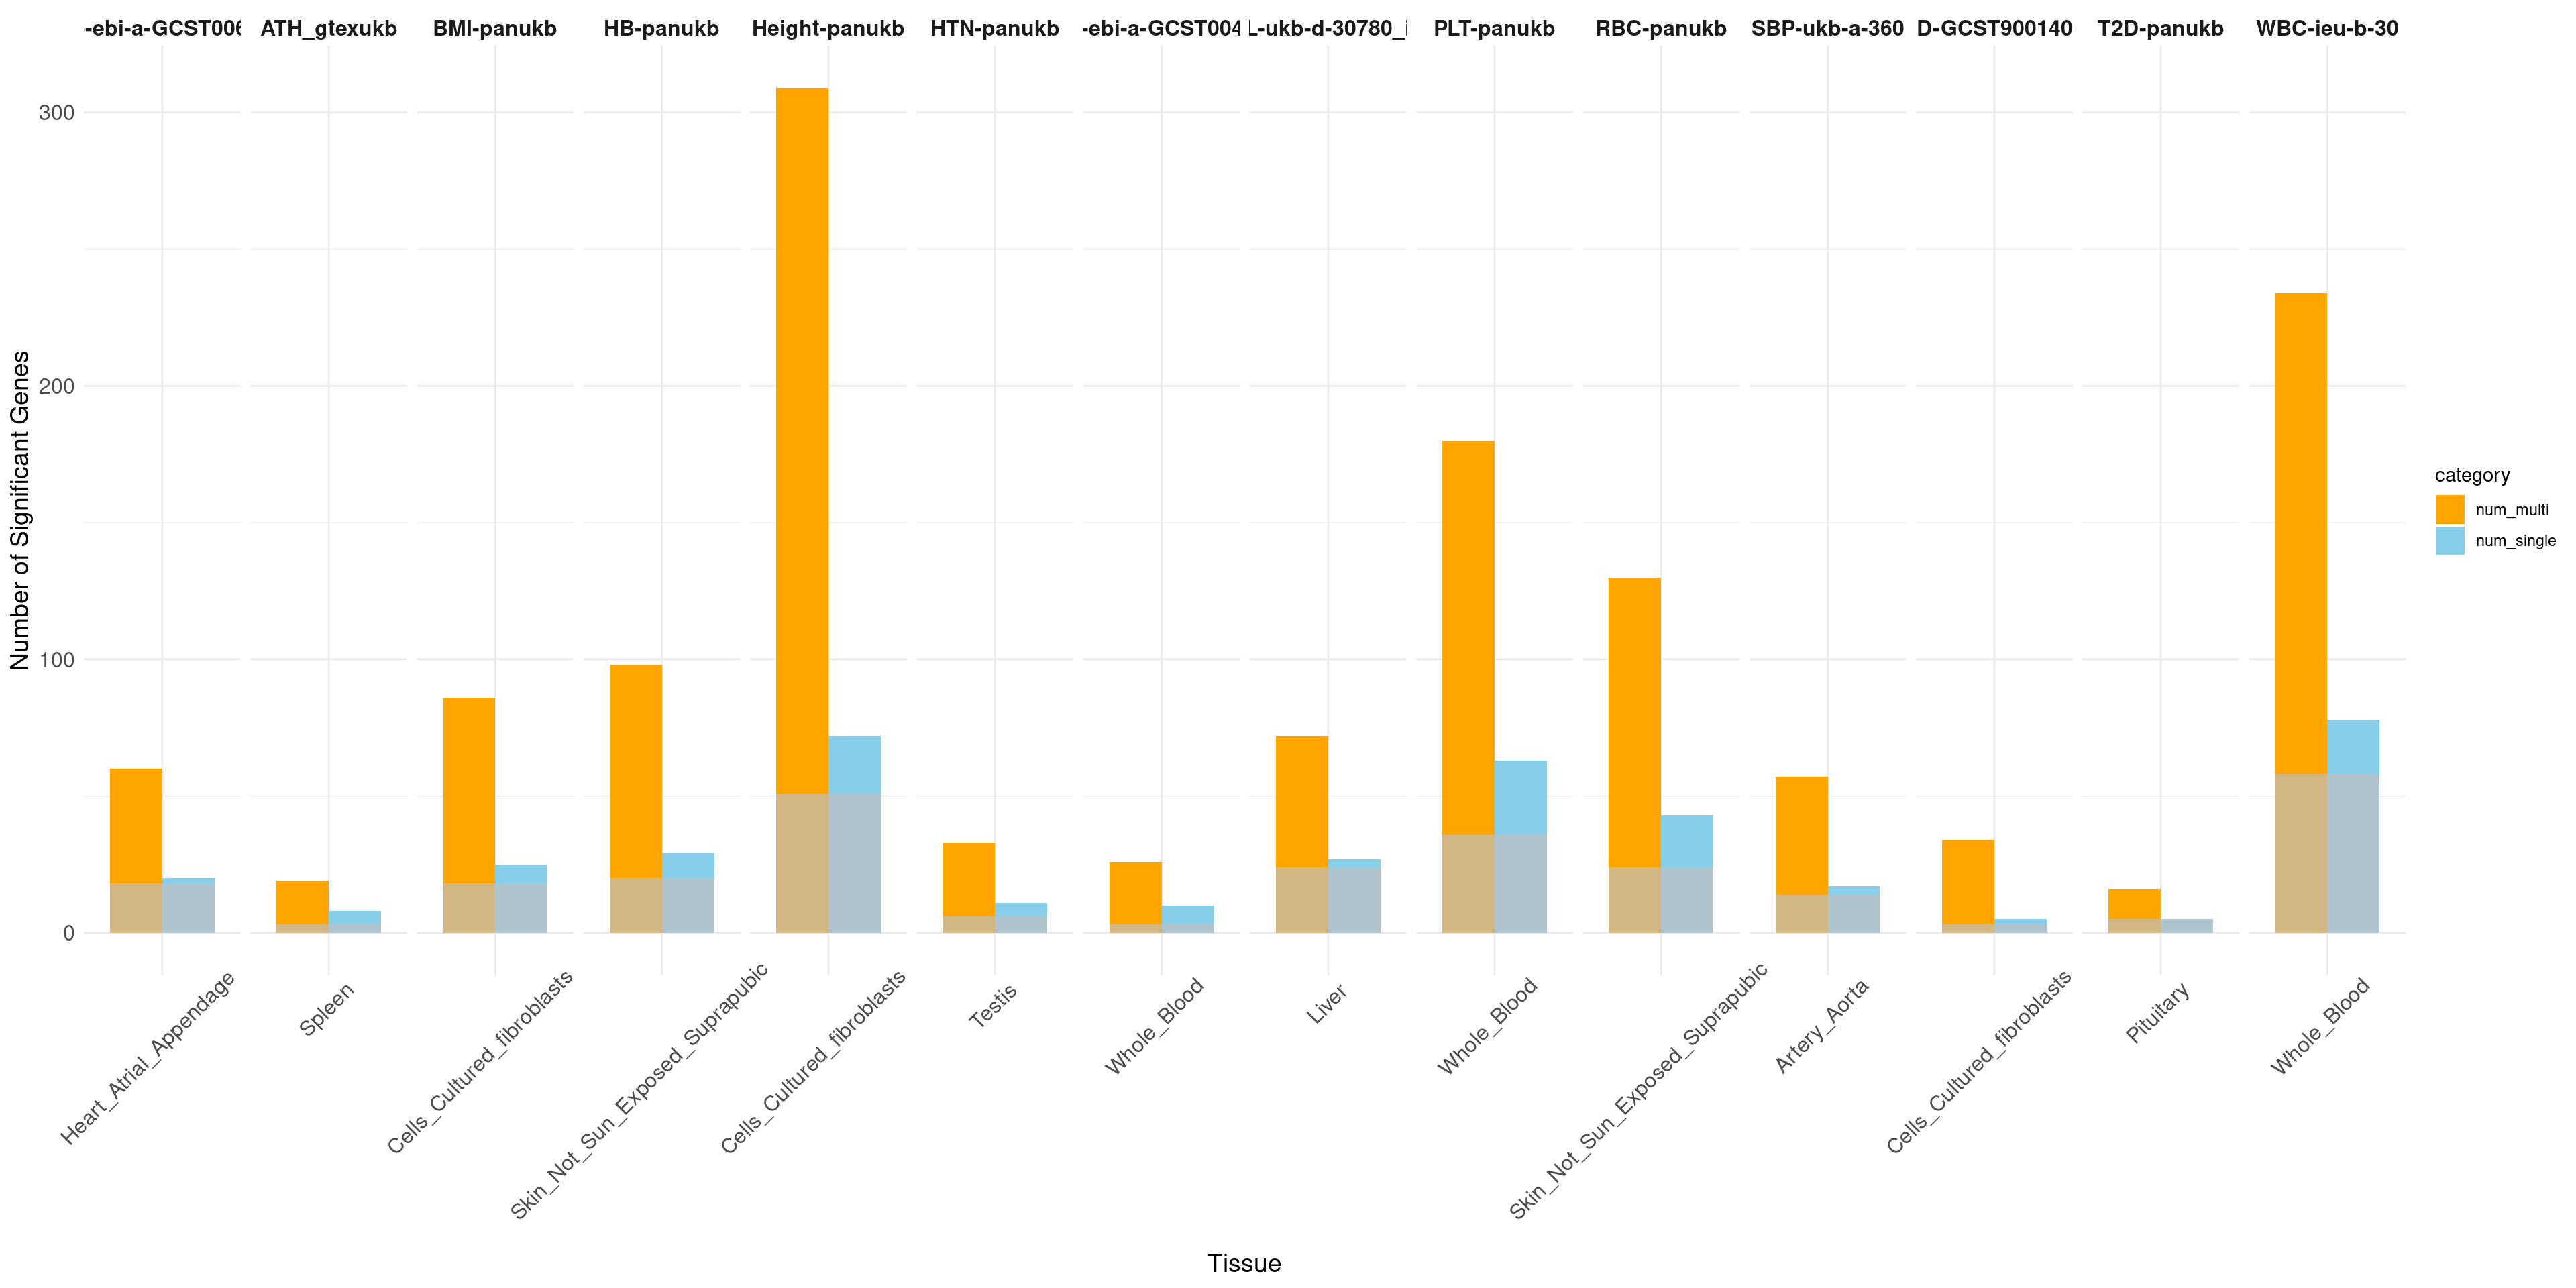 -ebi-a-GCST006 ATH_gtexukb BMI-panukb HB-panukb Height-panukb HTN-panukb -ebi-a-GCST004 L-ukb-d-30780_i PLT-panukb RBC-panukb SBP-ukb-a-360 D-GCST900140 T2D-panukb WBC-ieu-b-30
Number of Significant Genes
300
200
100
0
category
num_multi
num_single
Heart_Atrial_Appendage
Spleen
Cells_Cultured_fibroblasts
Skin_Not_Sun_Exposed_Suprapubic
Cells_Cultured_fibroblasts
Testis
Whole_Blood
Liver
Whole_Blood
Skin_Not_Sun_Exposed_Suprapubic
Artery_Aorta
Cells_Cultured_fibroblasts
Pituitary
Whole_Blood
Tissue